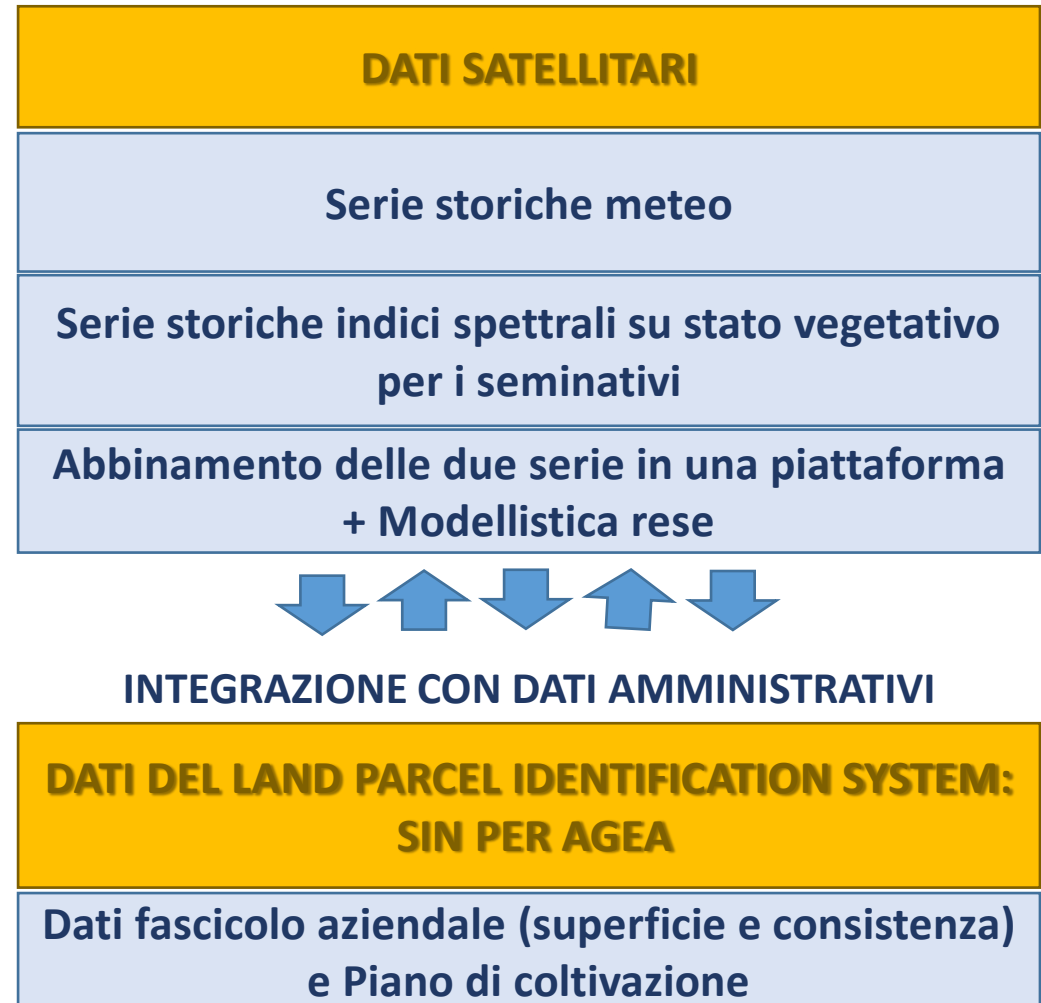 DATI SATELLITARI
Serie storiche meteo
Serie storiche indici spettrali su stato vegetativo
per i seminativi
Abbinamento delle due serie in una piattaforma
+ Modellistica rese
INTEGRAZIONE CON DATI AMMINISTRATIVI
DATI DEL LAND PARCEL IDENTIFICATION SYSTEM:
SIN PER AGEA
Dati fascicolo aziendale (superficie e consistenza)
e Piano di coltivazione